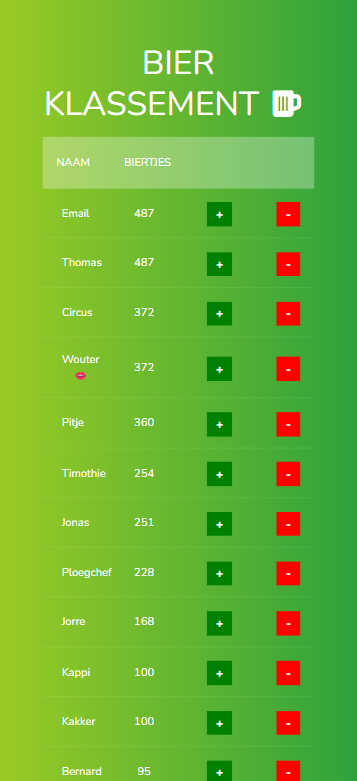 BIER
KLASSEMENT
NAAM BIERTJES
Email 487 + -
Thomas 487 + -
Circus 372 + -
Wouter 372 + -
Pitje 360 + -
Timothie 254 + -
Jonas 251 + -
Ploegchef 228 + -
Jorre 168 + -
Kappi 100 + -
Kakker 100 + -
Bernard 95 + -